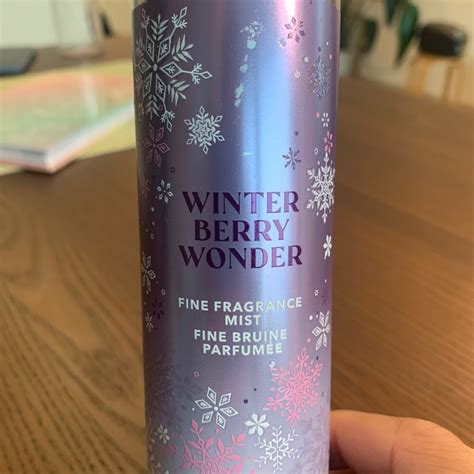 WINTER
BERRY
WONDER
FINE FRAGRANCE
MIST
FINE BRUINE
PARFUMÉE